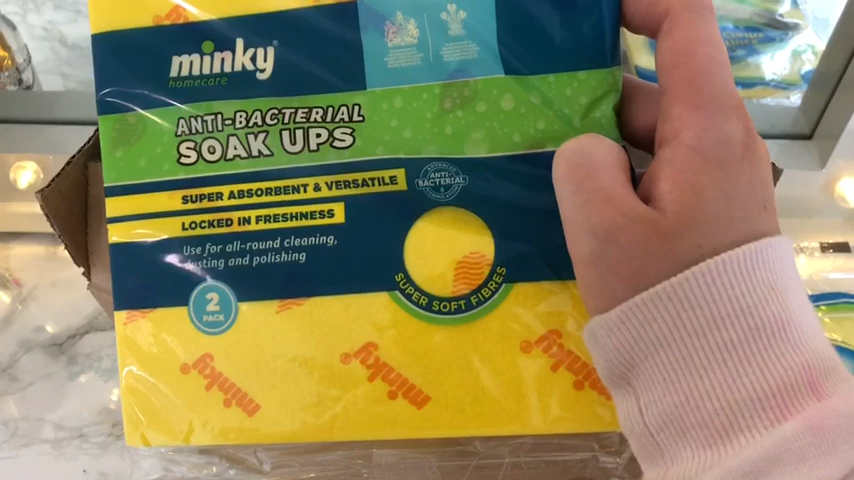 minky
homecare
ANTI-BACTERIAL
SOAK UPS
SUPER ABSORBENT & VERSATILE
ANTI-
BACTERIAL
LOCKED IN FRESHNESS
Use for all-round cleaning,
dusting and polishing
2
PACK
SUPER SOFT FIBRES
minky
minky
minky